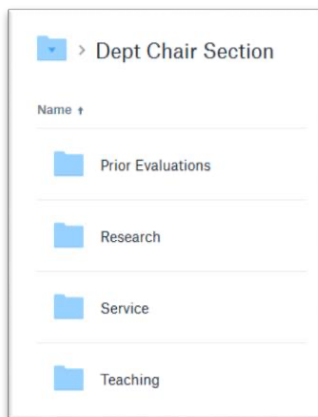 > Dept Chair Section
Name ↑
Prior Evaluations
Research
Service
Teaching